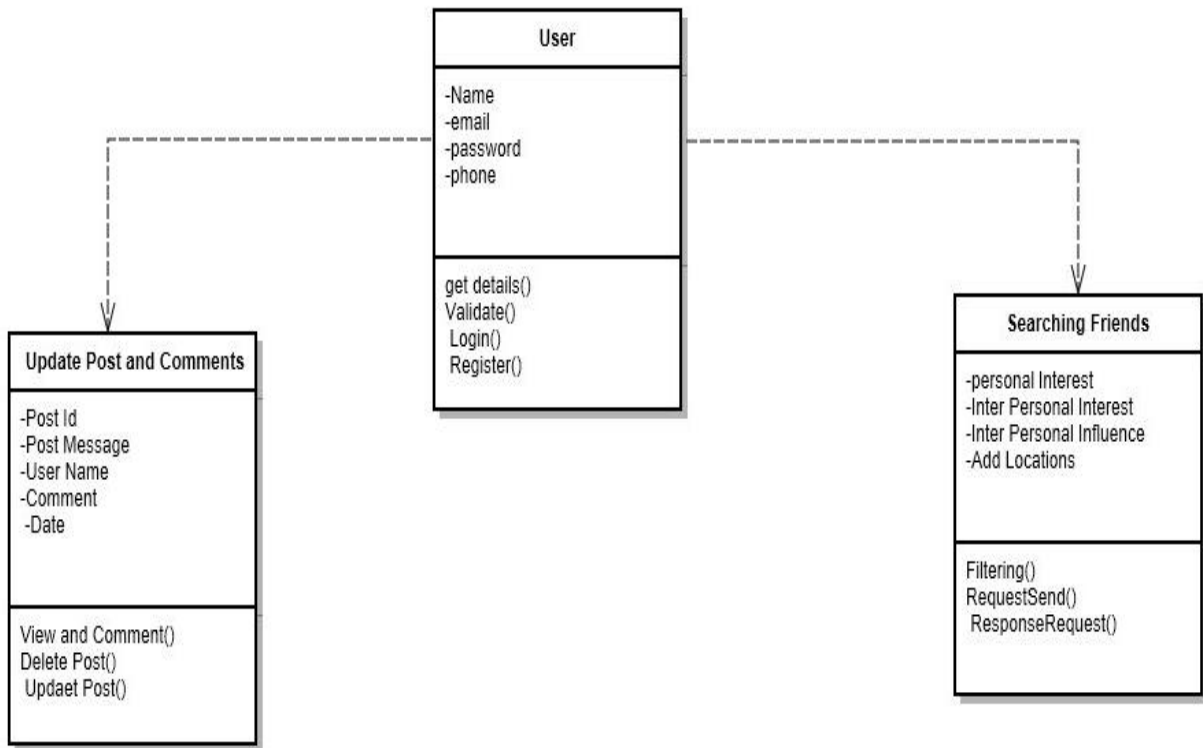 User
-Name
-email
-password
-phone
get details()
Validate()
Login()
Register()
Update Post and Comments
-Post Id
-Post Message
-User Name
-Comment
-Date
View and Comment()
Delete Post()
Updaet Post()
Searching Friends
-personal Interest
-Inter Personal Interest
-Inter Personal Influence
-Add Locations
Filtering()
RequestSend()
ResponseRequest()